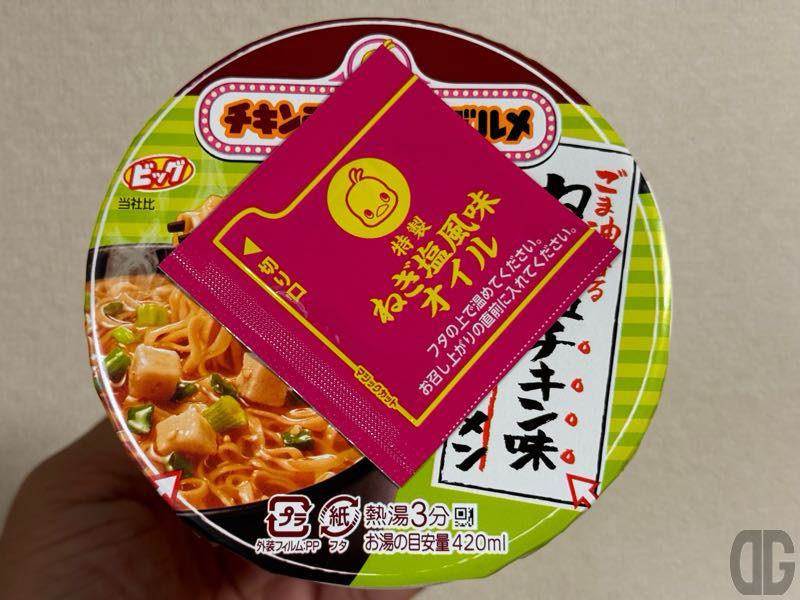 チキン
ビッグ
当社比
特製
ねぎ塩風味
オイル
フタの上で温めてください。
お召し上がりの直前に入れてください。
切り口
マジックカット
ごま油
る
チキン味
メン
プラ
外装フィルム:PP
紙
フタ
熱湯3分
お湯の目安量420ml
DG